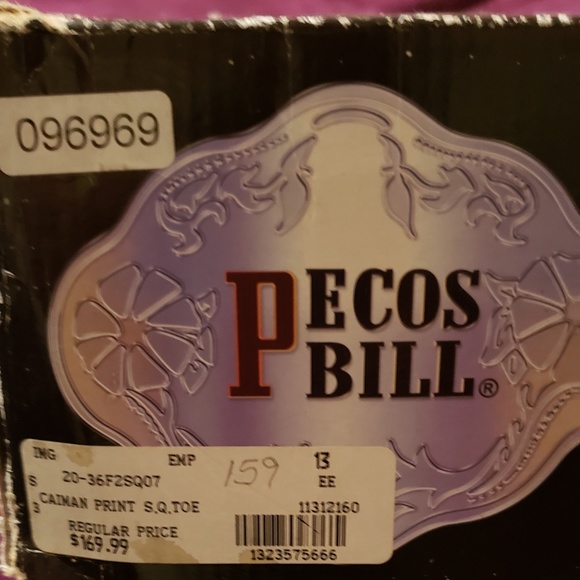 096969
PECOS
BILL®
IMG EMP 159 13
S 20-36F2SQ07 EE
3 CAIMAN PRINT S.Q.TOE 11312160
REGULAR PRICE
$169.99
1323575666